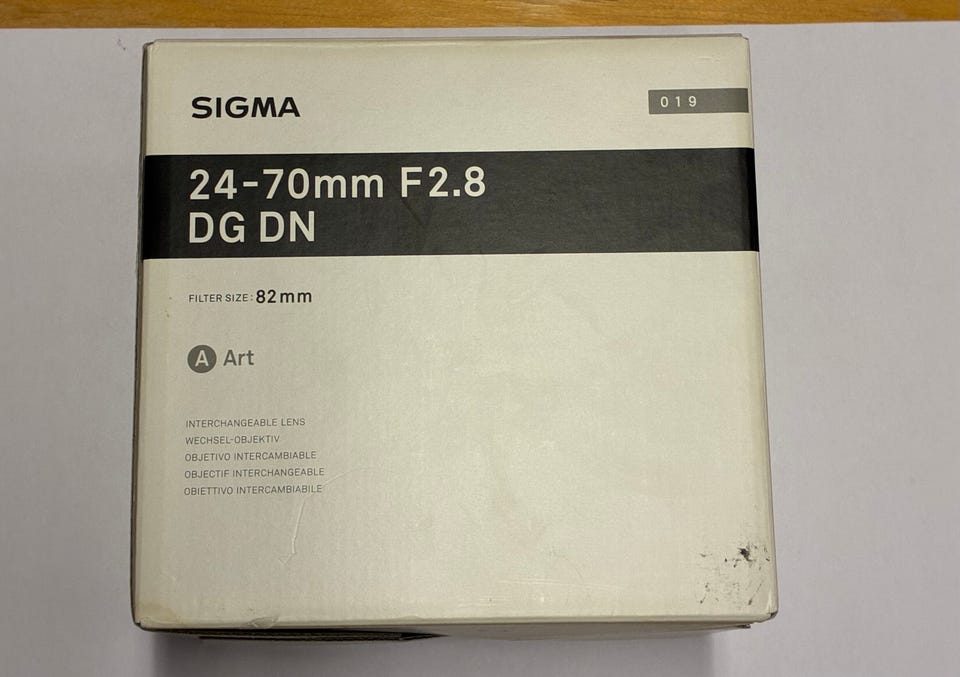 SIGMA
019
24-70mm F2.8
DG DN
FILTER SIZE: 82mm
A Art
INTERCHANGEABLE LENS
WECHSEL-OBJEKTIV
OBJETIVO INTERCAMBIABLE
OBJECTIF INTERCHANGEABLE
OBIETTIVO INTERCAMBIABILE